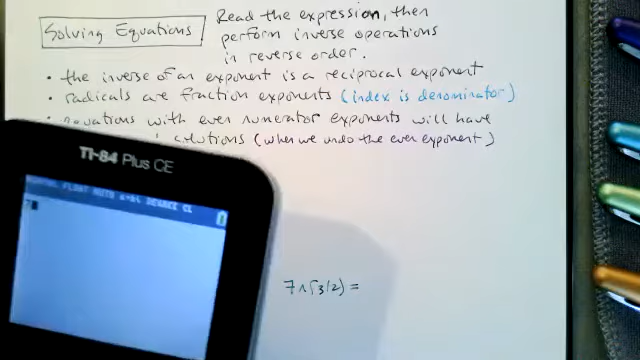 Solving Equations
Read the expression, then
perform inverse operations
in reverse order.
• the inverse of an exponent is a reciprocal exponent
• radicals are fraction exponents (index is denominator)
• equations with even numerator exponents will have
solutions (when we undo the even exponent)
TI-84 Plus CE
NORMAL FLOAT AUTO a+bi DEGREE CL
7
7^(3/2) =